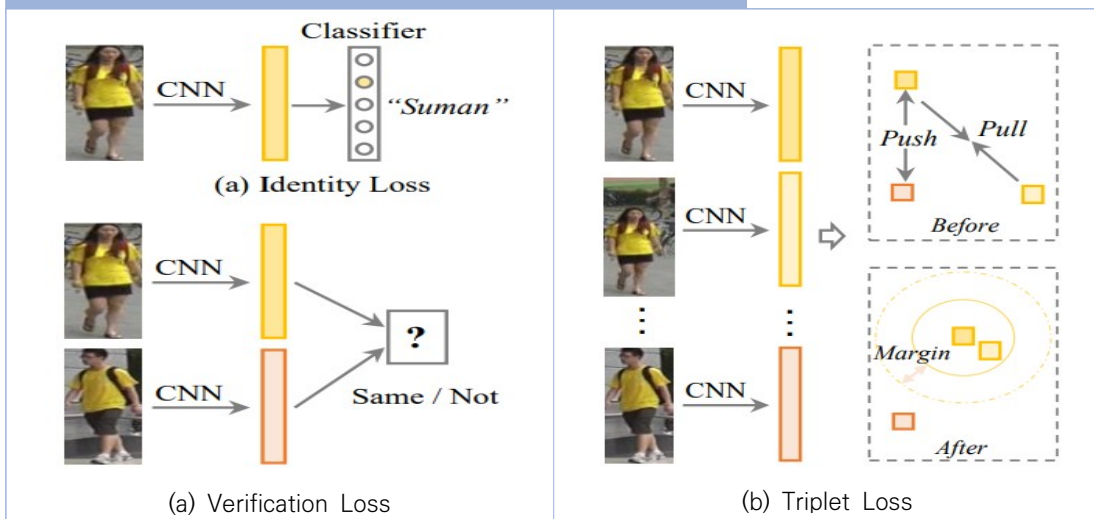 Classifier
CNN
“Suman”
(a) Identity Loss
CNN
?
CNN
Same / Not
(a) Verification Loss
CNN
Push
Pull
Before
CNN
⋮ ⋮
Margin
CNN
After
(b) Triplet Loss